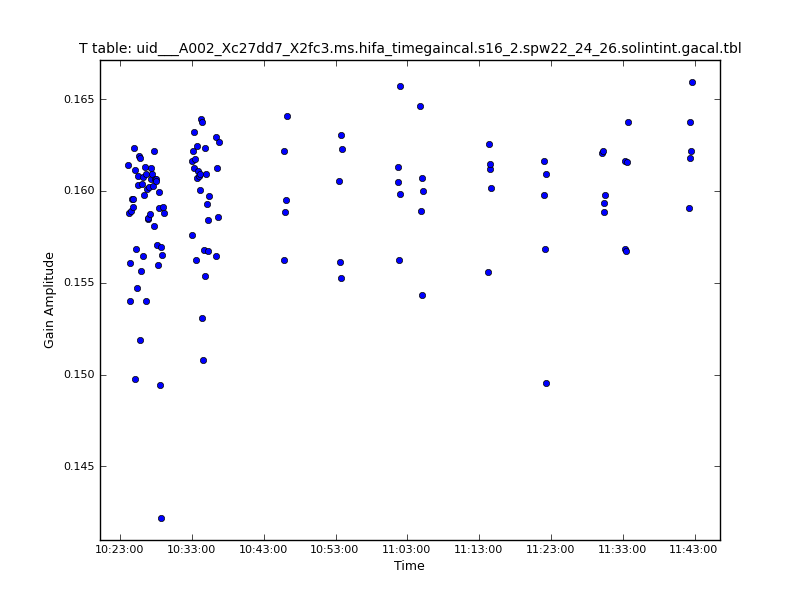 T table: uid___A002_Xc27dd7_X2fc3.ms.hifa_timegaincal.s16_2.spw22_24_26.solintint.gacal.tbl
0.165
0.160
0.155
0.150
0.145
Gain Amplitude
10:23:00 10:33:00 10:43:00 10:53:00 11:03:00 11:13:00 11:23:00 11:33:00 11:43:00
Time